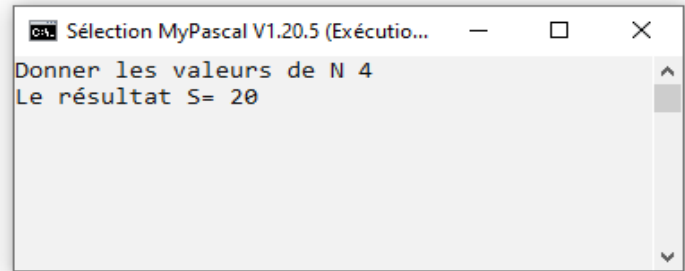 Sélection MyPascal V1.20.5 (Exécutio...
Donner les valeurs de N 4
Le résultat S= 20